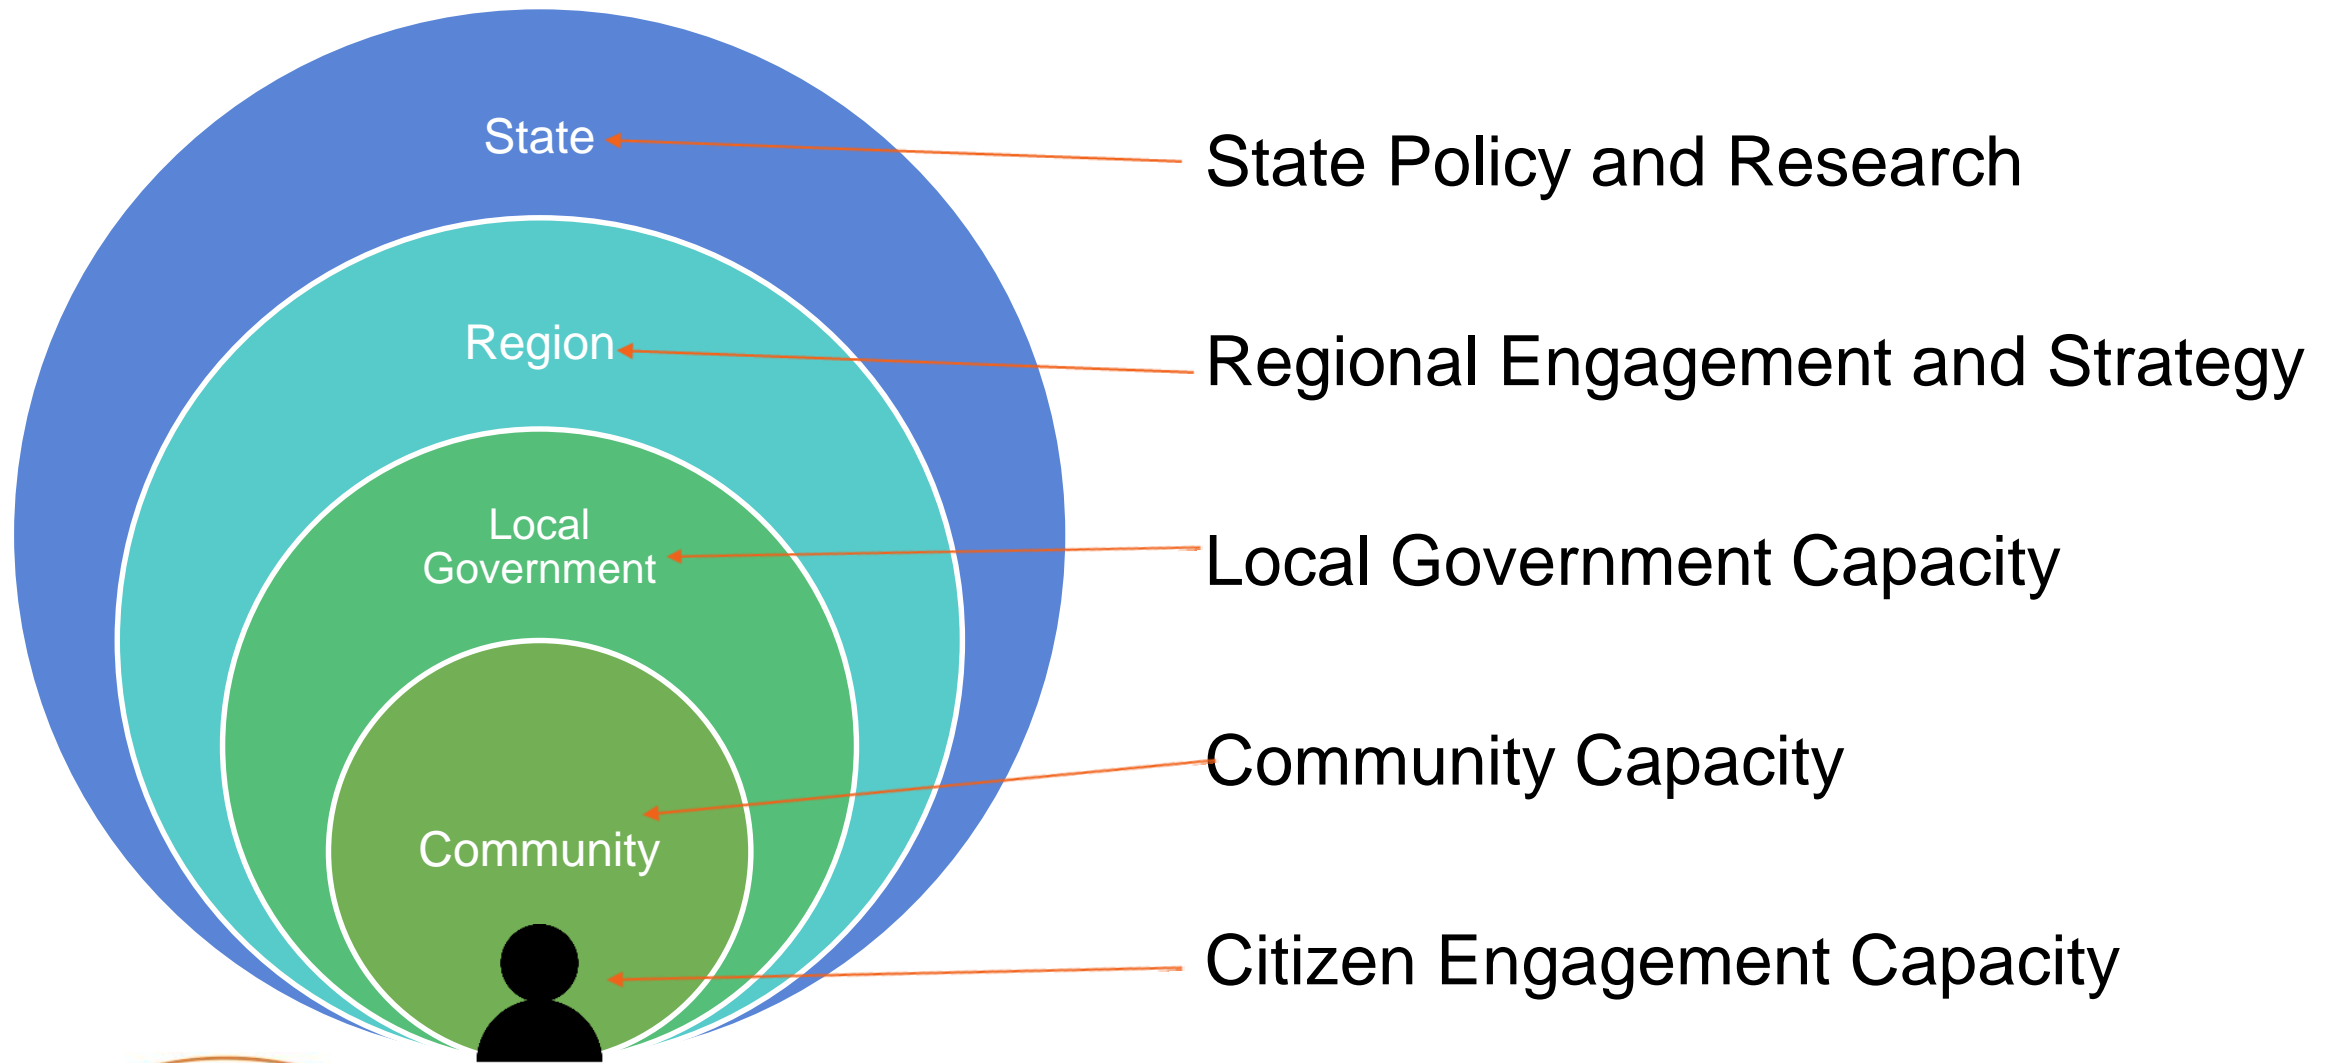 State
State Policy and Research
Region
Regional Engagement and Strategy
Local
Government
Local Government Capacity
Community Capacity
Community
Citizen Engagement Capacity